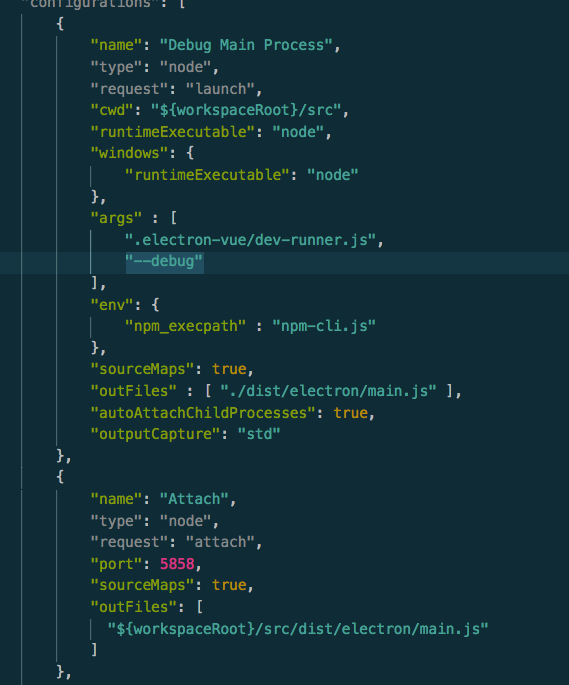 "configurations": [
{
"name": "Debug Main Process",
"type": "node",
"request": "launch",
"cwd": "${workspaceRoot}/src",
"runtimeExecutable": "node",
"windows": {
"runtimeExecutable": "node"
},
"args" : [
".electron-vue/dev-runner.js",
"--debug"
],
"env": {
"npm_execpath" : "npm-cli.js"
},
"sourceMaps": true,
"outFiles" : [ "./dist/electron/main.js" ],
"autoAttachChildProcesses": true,
"outputCapture": "std"
},
{
"name": "Attach",
"type": "node",
"request": "attach",
"port": 5858,
"sourceMaps": true,
"outFiles": [
"${workspaceRoot}/src/dist/electron/main.js"
]
},